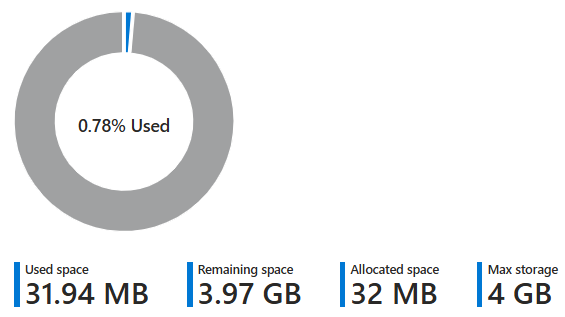 0.78% Used
Used space
31.94 MB
Remaining space
3.97 GB
Allocated space
32 MB
Max storage
4 GB